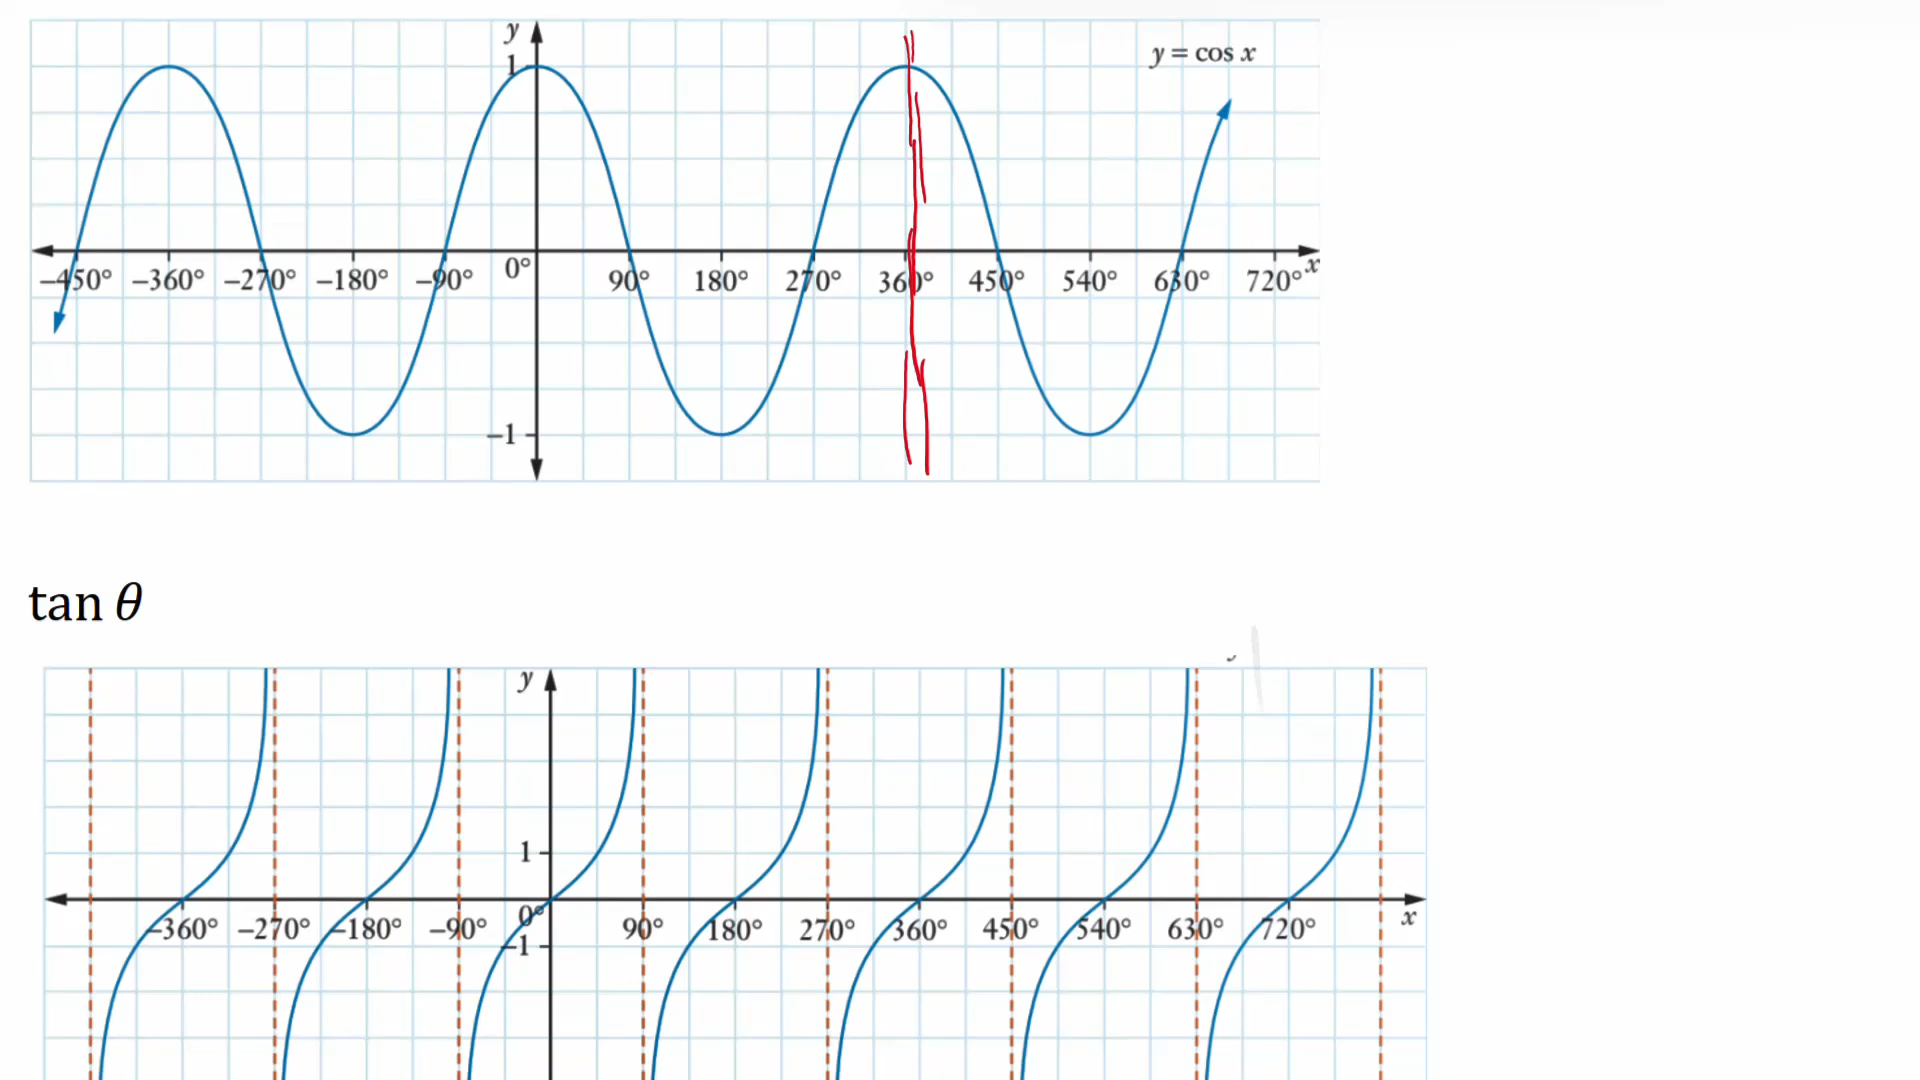 y
1
y = cos x
0°
x
–450° –360° –270° –180° –90° 90° 180° 270° 360° 450° 540° 630° 720°
–1
tan θ
y
1
0°
x
–360° –270° –180° –90° 90° 180° 270° 360° 450° 540° 630° 720°
–1